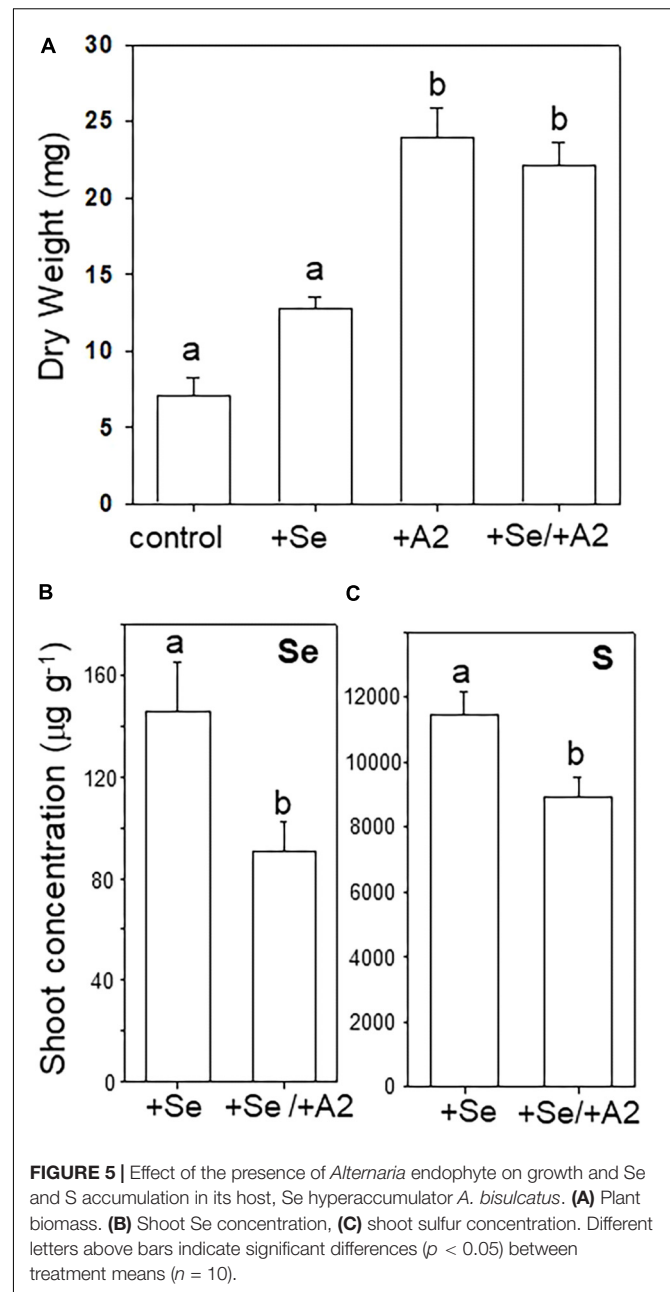 A
30
25
20
15
10
5
0
Dry Weight (mg)
a
a
b
b
control +Se +A2 +Se/+A2
B
C
Shoot concentration (µg g⁻¹)
160
120
80
40
0
a
b
Se
+Se +Se /+A2
12000
10000
8000
6000
4000
2000
0
a
b
S
+Se +Se/+A2
FIGURE 5 | Effect of the presence of Alternaria endophyte on growth and Se
and S accumulation in its host, Se hyperaccumulator A. bisulcatus. (A) Plant
biomass. (B) Shoot Se concentration, (C) shoot sulfur concentration. Different
letters above bars indicate significant differences (p < 0.05) between
treatment means (n = 10).